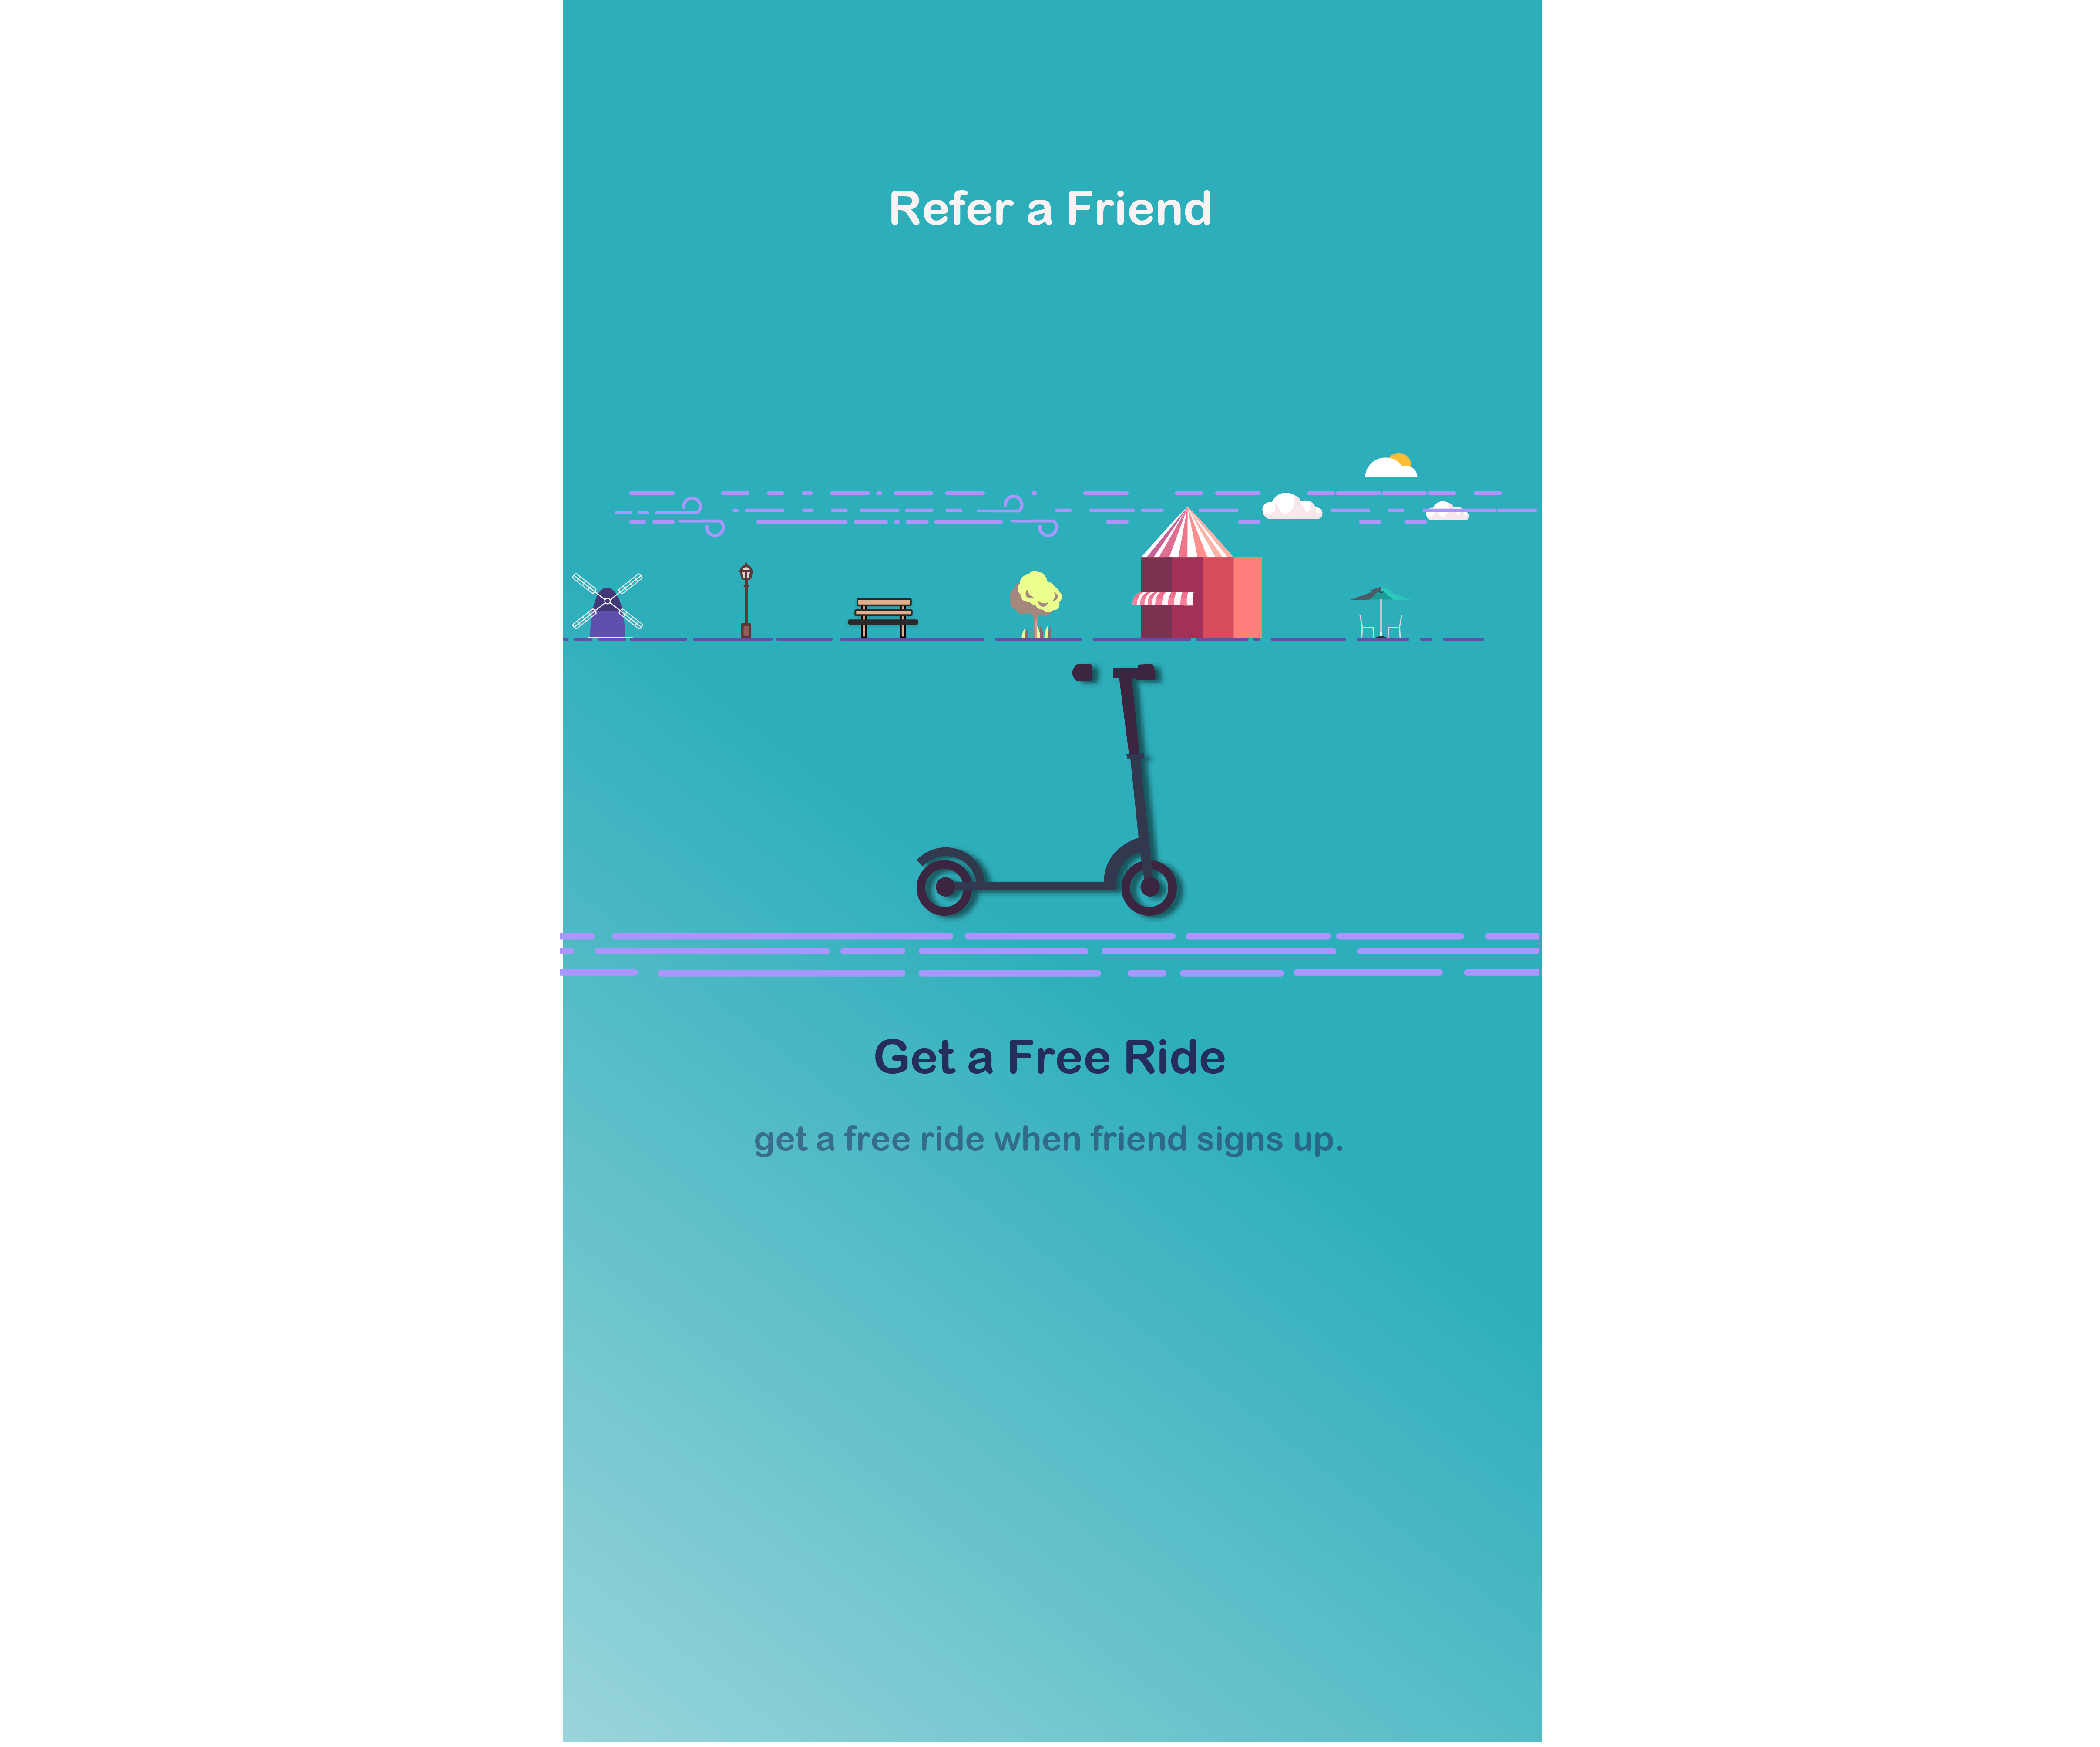 Refer a Friend
Get a Free Ride
get a free ride when friend signs up.